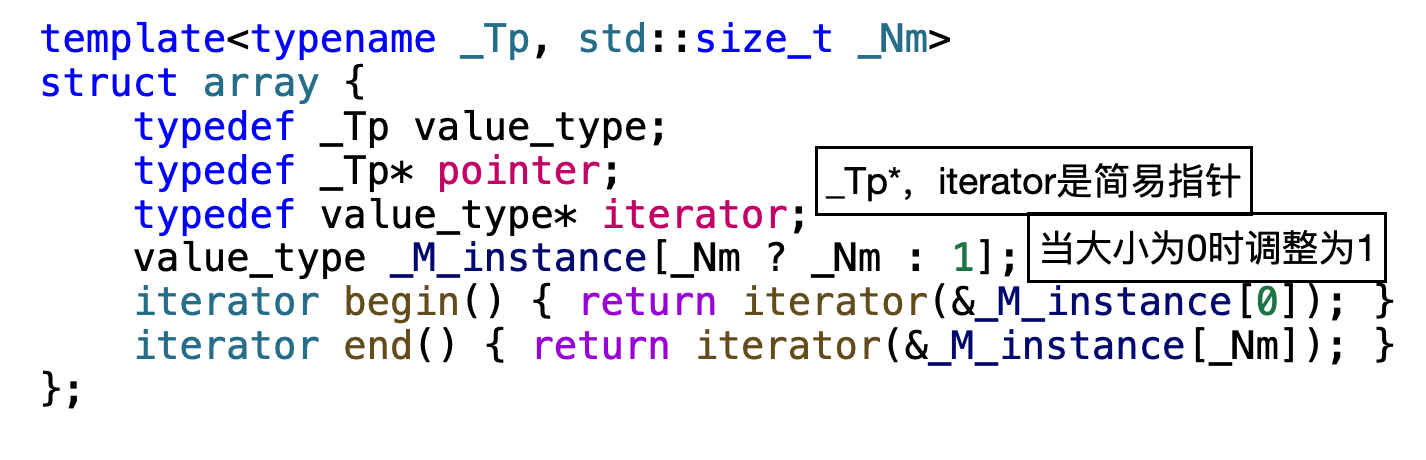 template<typename _Tp, std::size_t _Nm>
struct array {
    typedef _Tp value_type;
    typedef _Tp* pointer;
_Tp*，iterator是简易指针
    typedef value_type* iterator;
    value_type _M_instance[_Nm ? _Nm : 1];
当大小为0时调整为1
    iterator begin() { return iterator(&_M_instance[0]); }
    iterator end() { return iterator(&_M_instance[_Nm]); }
};